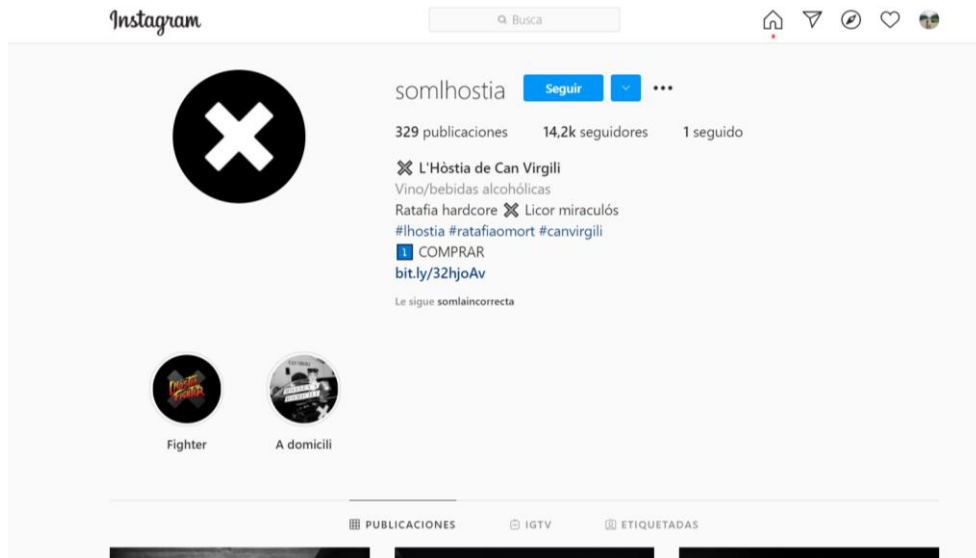 Instagram
Busca
somlhostia Seguir
329 publicaciones 14,2k seguidores 1 seguido
L'Hòstia de Can Virgili
Vino/bebidas alcohólicas
Ratafia hardcore Licor miraculós
#lhostia #ratafiaomort #canvirgili
1 COMPRAR
bit.ly/32hjoAv
Le sigue somlaincorrecta
Fighter A domicili
PUBLICACIONES IGTV ETIQUETADAS